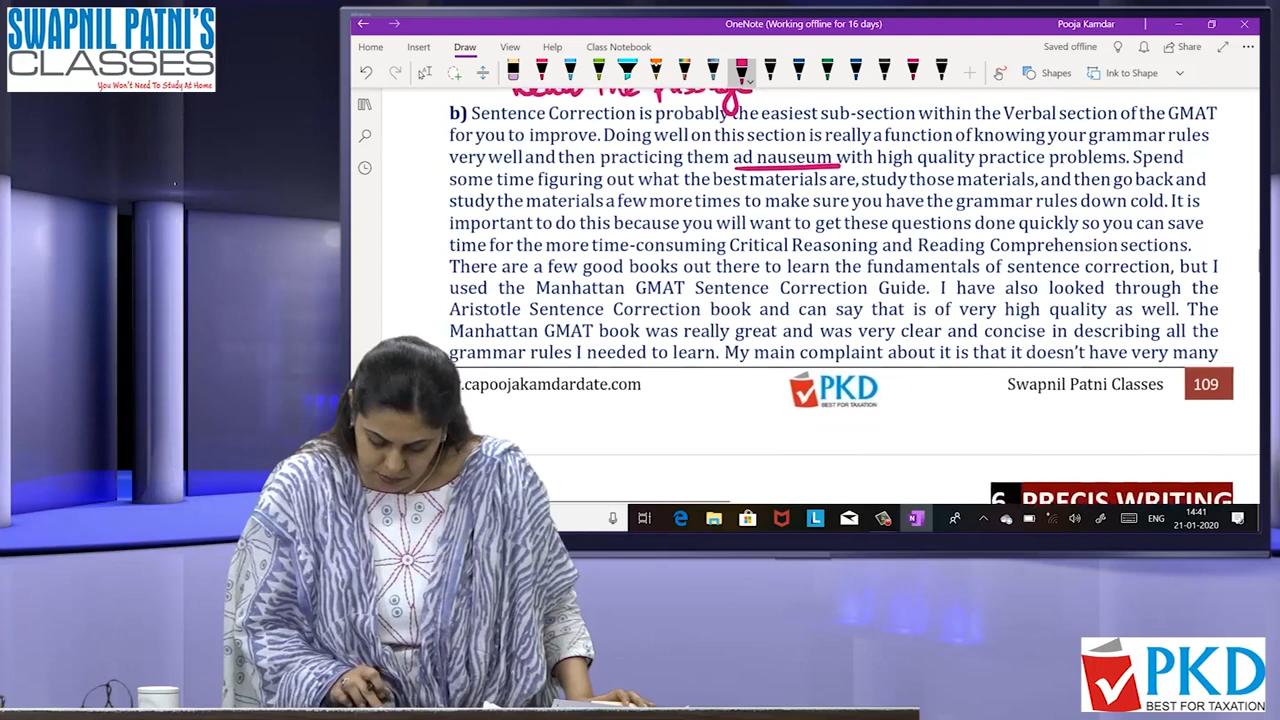 SWAPNIL PATNI'S
CLASSES
You Won't Need To Study At Home
OneNote (Working offline for 16 days)
Pooja Kamdar
Home Insert Draw View Help Class Notebook
Saved offline
Share
Shapes
Ink to Shape
Read the Passage
b) Sentence Correction is probably the easiest sub-section within the Verbal section of the GMAT
for you to improve. Doing well on this section is really a function of knowing your grammar rules
very well and then practicing them ad nauseum with high quality practice problems. Spend
some time figuring out what the best materials are, study those materials, and then go back and
study the materials a few more times to make sure you have the grammar rules down cold. It is
important to do this because you will want to get these questions done quickly so you can save
time for the more time-consuming Critical Reasoning and Reading Comprehension sections.
There are a few good books out there to learn the fundamentals of sentence correction, but I
used the Manhattan GMAT Sentence Correction Guide. I have also looked through the
Aristotle Sentence Correction book and can say that is of very high quality as well. The
Manhattan GMAT book was really great and was very clear and concise in describing all the
grammar rules I needed to learn. My main complaint about it is that it doesn't have very many
.capoojakamdardate.com
PKD
BEST FOR TAXATION
Swapnil Patni Classes
109
6 PRECIS WRITING
ENG
14:41
21-01-2020
PKD
BEST FOR TAXATION